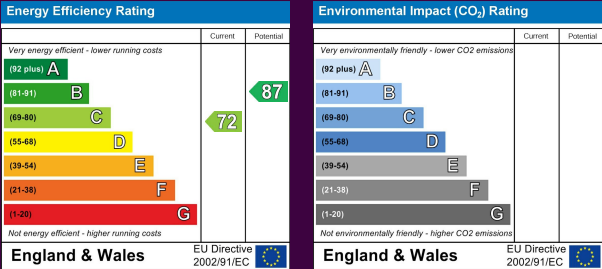 Energy Efficiency Rating
Current Potential
Very energy efficient - lower running costs
(92 plus) A
(81-91) B
87
(69-80) C
72
(55-68) D
(39-54) E
(21-38) F
(1-20) G
Not energy efficient - higher running costs
England & Wales
EU Directive
2002/91/EC
Environmental Impact (CO₂) Rating
Current Potential
Very environmentally friendly - lower CO2 emissions
(92 plus) A
(81-91) B
(69-80) C
(55-68) D
(39-54) E
(21-38) F
(1-20) G
Not environmentally friendly - higher CO2 emissions
England & Wales
EU Directive
2002/91/EC